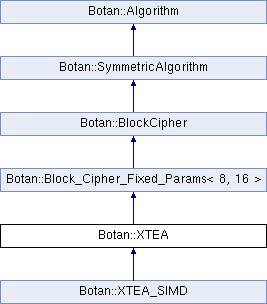 Botan::Algorithm
Botan::SymmetricAlgorithm
Botan::BlockCipher
Botan::Block_Cipher_Fixed_Params< 8, 16 >
Botan::XTEA
Botan::XTEA_SIMD